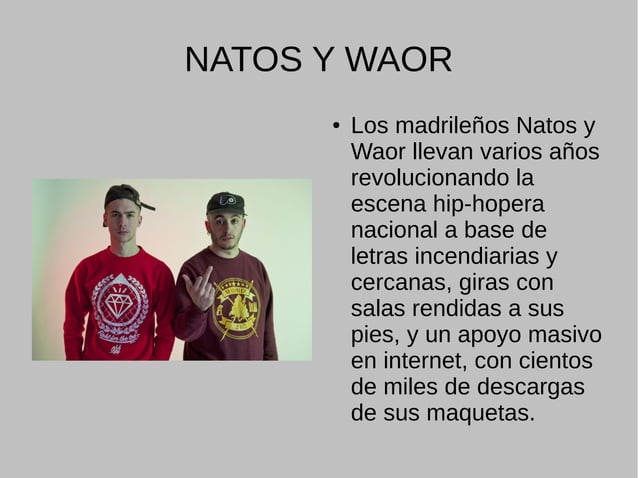 NATOS Y WAOR
● Los madrileños Natos y
Waor llevan varios años
revolucionando la
escena hip-hopera
nacional a base de
letras incendiarias y
cercanas, giras con
salas rendidas a sus
pies, y un apoyo masivo
en internet, con cientos
de miles de descargas
de sus maquetas.